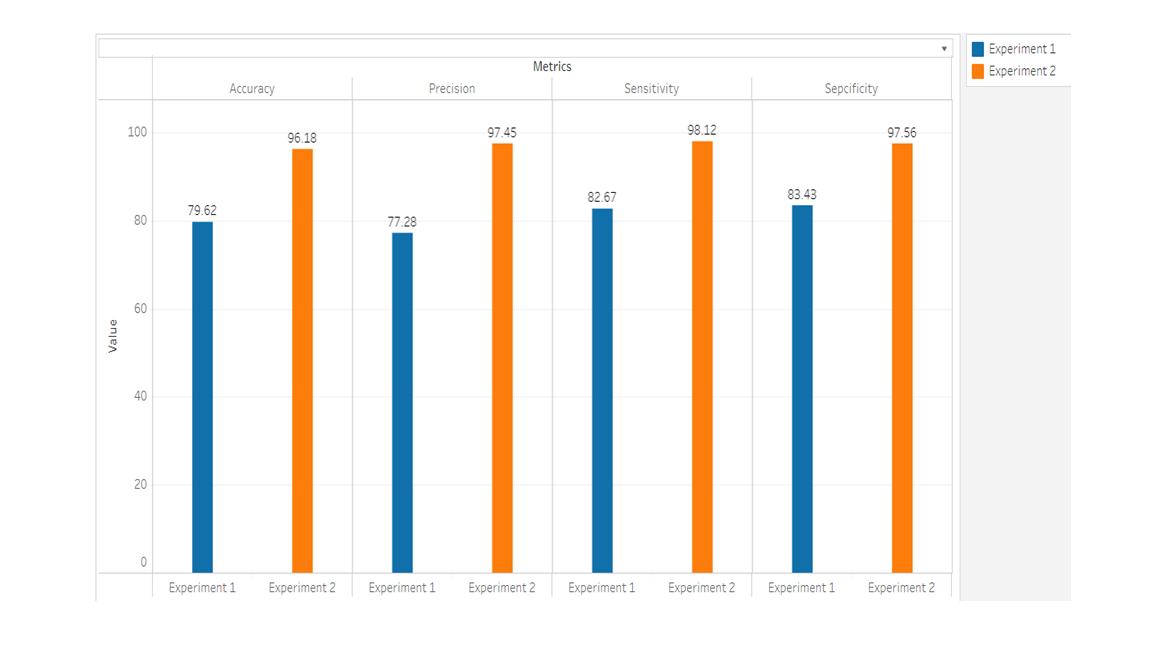 Experiment 1
Experiment 2
Metrics
Accuracy Precision Sensitivity Sepcificity
100
80
60
40
20
0
Value
79.62 96.18 77.28 97.45 82.67 98.12 83.43 97.56
Experiment 1 Experiment 2 Experiment 1 Experiment 2 Experiment 1 Experiment 2 Experiment 1 Experiment 2